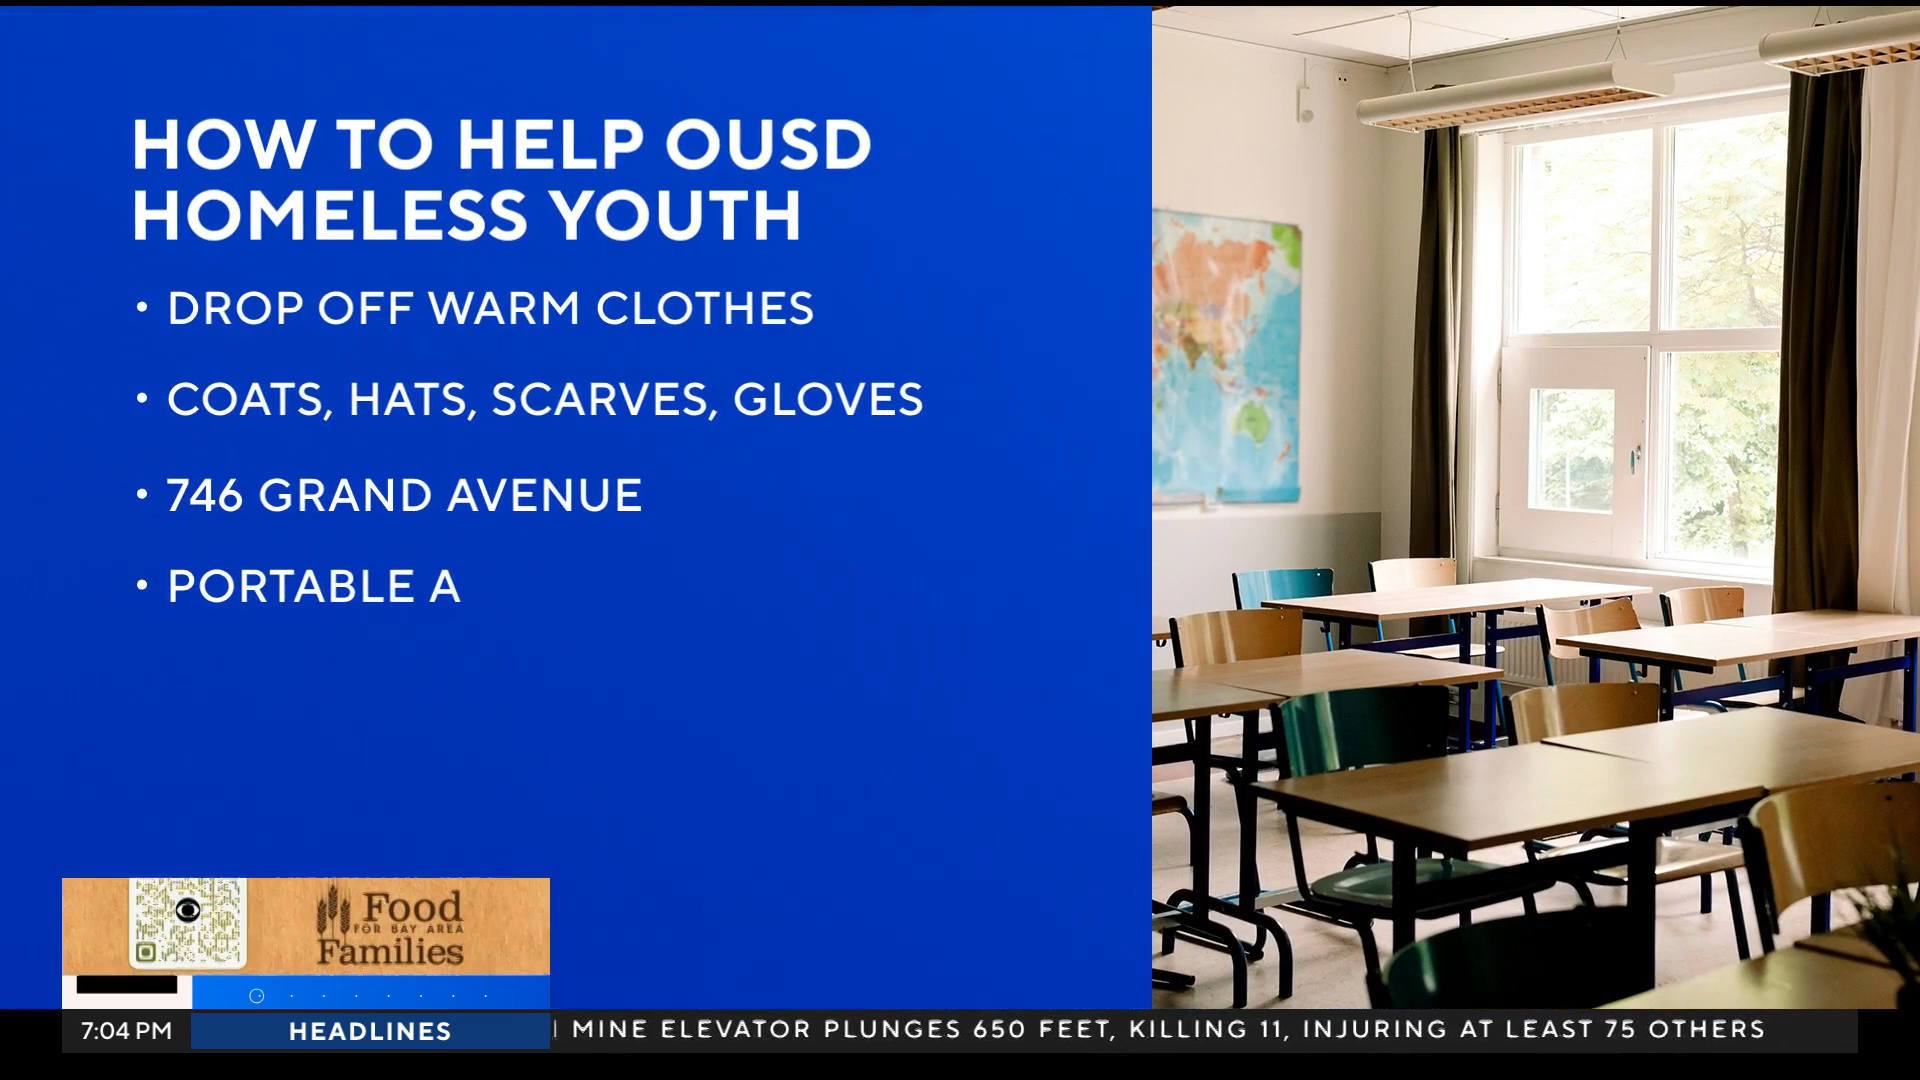 HOW TO HELP OUSD
HOMELESS YOUTH
• DROP OFF WARM CLOTHES
• COATS, HATS, SCARVES, GLOVES
• 746 GRAND AVENUE
• PORTABLE A
Food
FOR BAY AREA
Families
7:04 PM
HEADLINES
MINE ELEVATOR PLUNGES 650 FEET, KILLING 11, INJURING AT LEAST 75 OTHERS